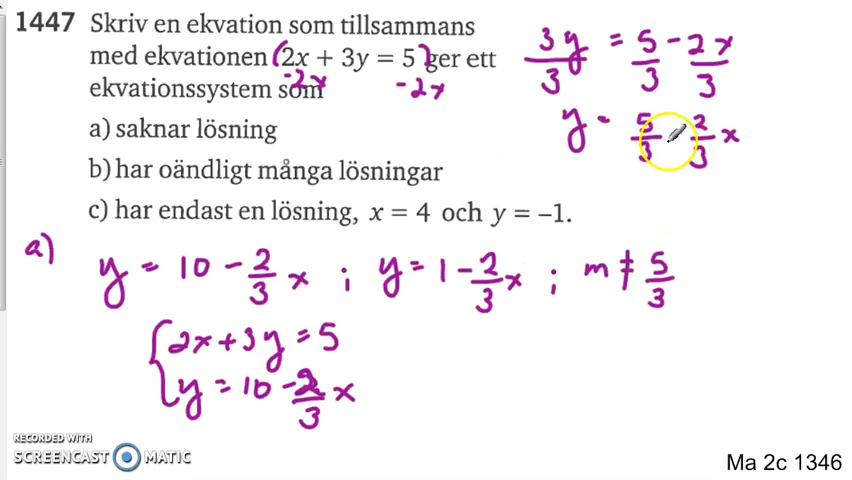 1447 Skriv en ekvation som tillsammans
med ekvationen (2x + 3y = 5) ger ett
-2x -2x
ekvationssystem som
a) saknar lösning
b) har oändligt många lösningar
c) har endast en lösning, x = 4 och y = –1.
3y/3 = 5/3 - 2x/3
y = 5/3 - 2/3 x
a) y = 10 - 2/3 x ; y = 1 - 2/3 x ; m ≠ 5/3
{ 2x + 3y = 5
y = 10 - 2/3 x
RECORDED WITH
SCREENCAST MATIC
Ma 2c 1346